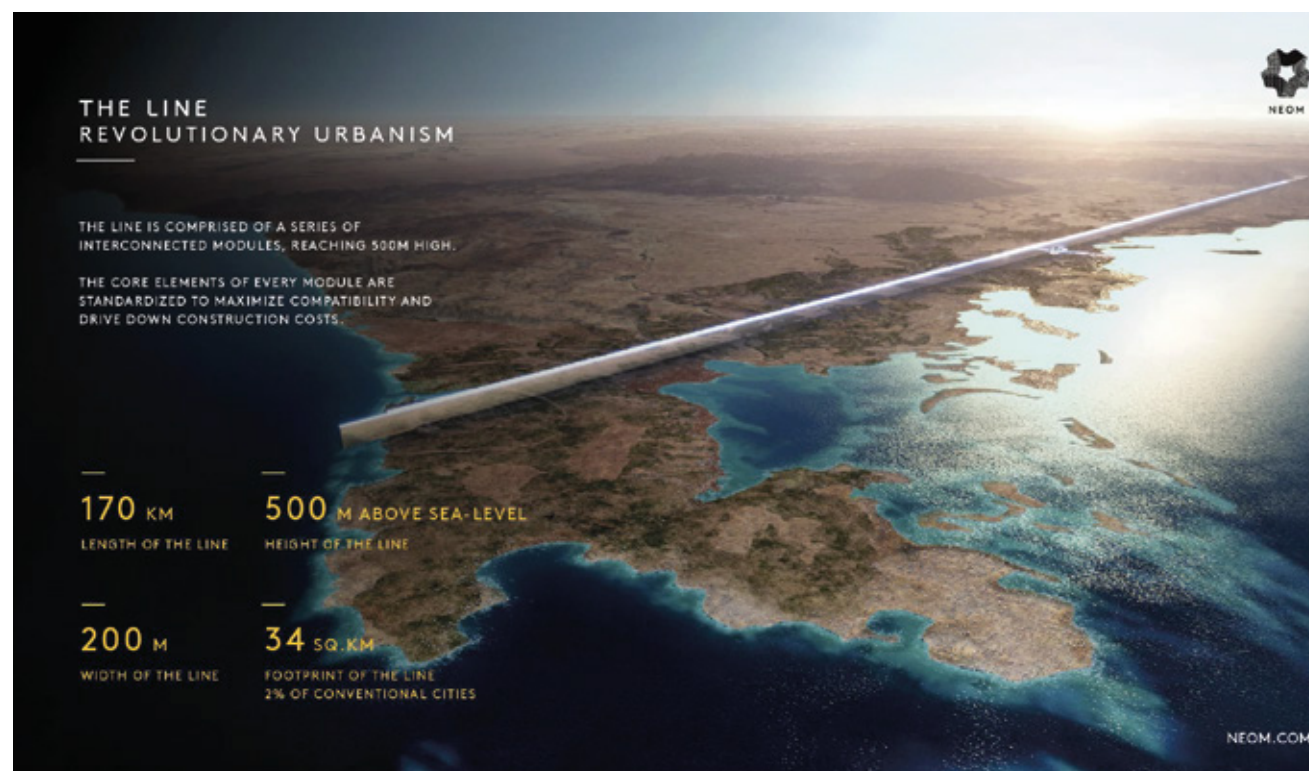 THE LINE
REVOLUTIONARY URBANISM
NEOM
THE LINE IS COMPRISED OF A SERIES OF
INTERCONNECTED MODULES, REACHING 500M HIGH.
THE CORE ELEMENTS OF EVERY MODULE ARE
STANDARDIZED TO MAXIMIZE COMPATIBILITY AND
DRIVE DOWN CONSTRUCTION COSTS.
170 KM
LENGTH OF THE LINE
500 M ABOVE SEA-LEVEL
HEIGHT OF THE LINE
200 M
WIDTH OF THE LINE
34 SQ.KM
FOOTPRINT OF THE LINE
2% OF CONVENTIONAL CITIES
NEOM.COM